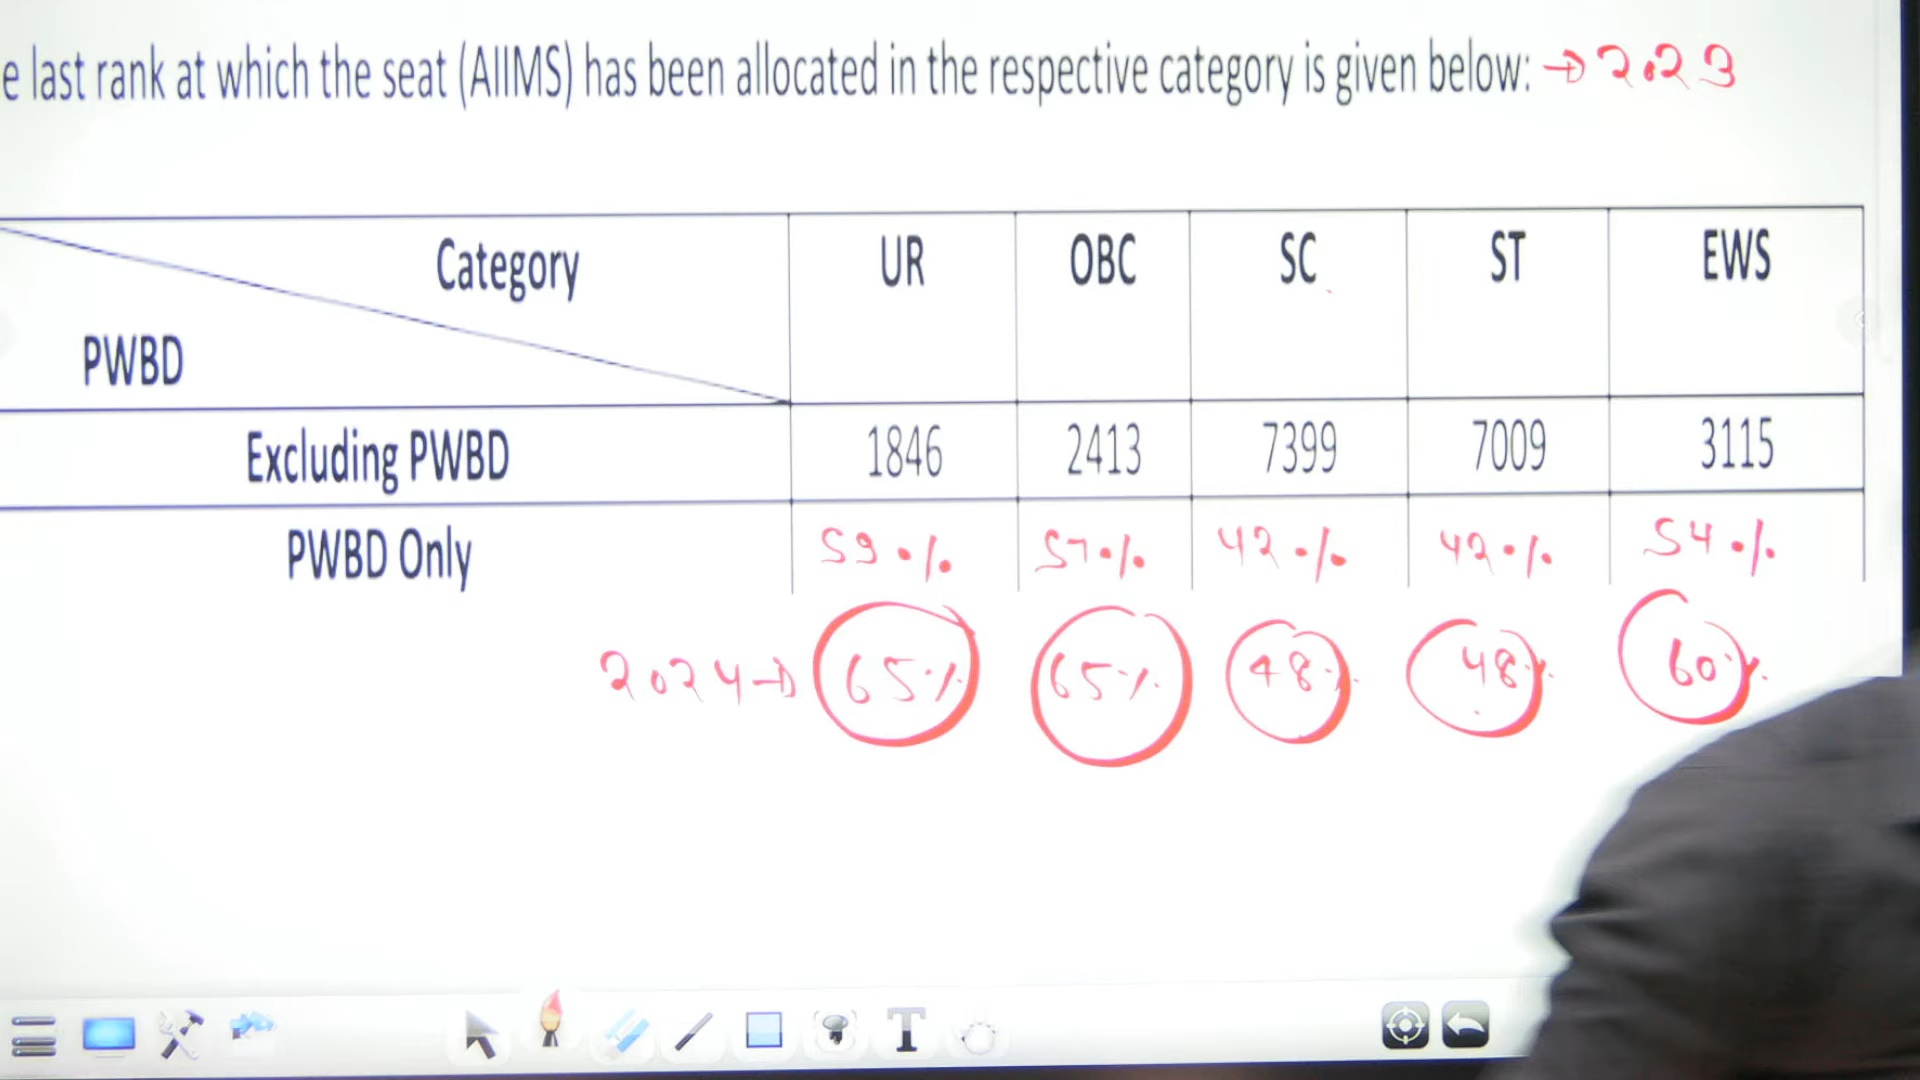 e last rank at which the seat (AIIMS) has been allocated in the respective category is given below: → 2023
Category UR OBC SC ST EWS
PWBD
Excluding PWBD 1846 2413 7399 7009 3115
PWBD Only 59% 57% 42% 42% 54%
2024→ 65% 65% 48% 48% 60%
T